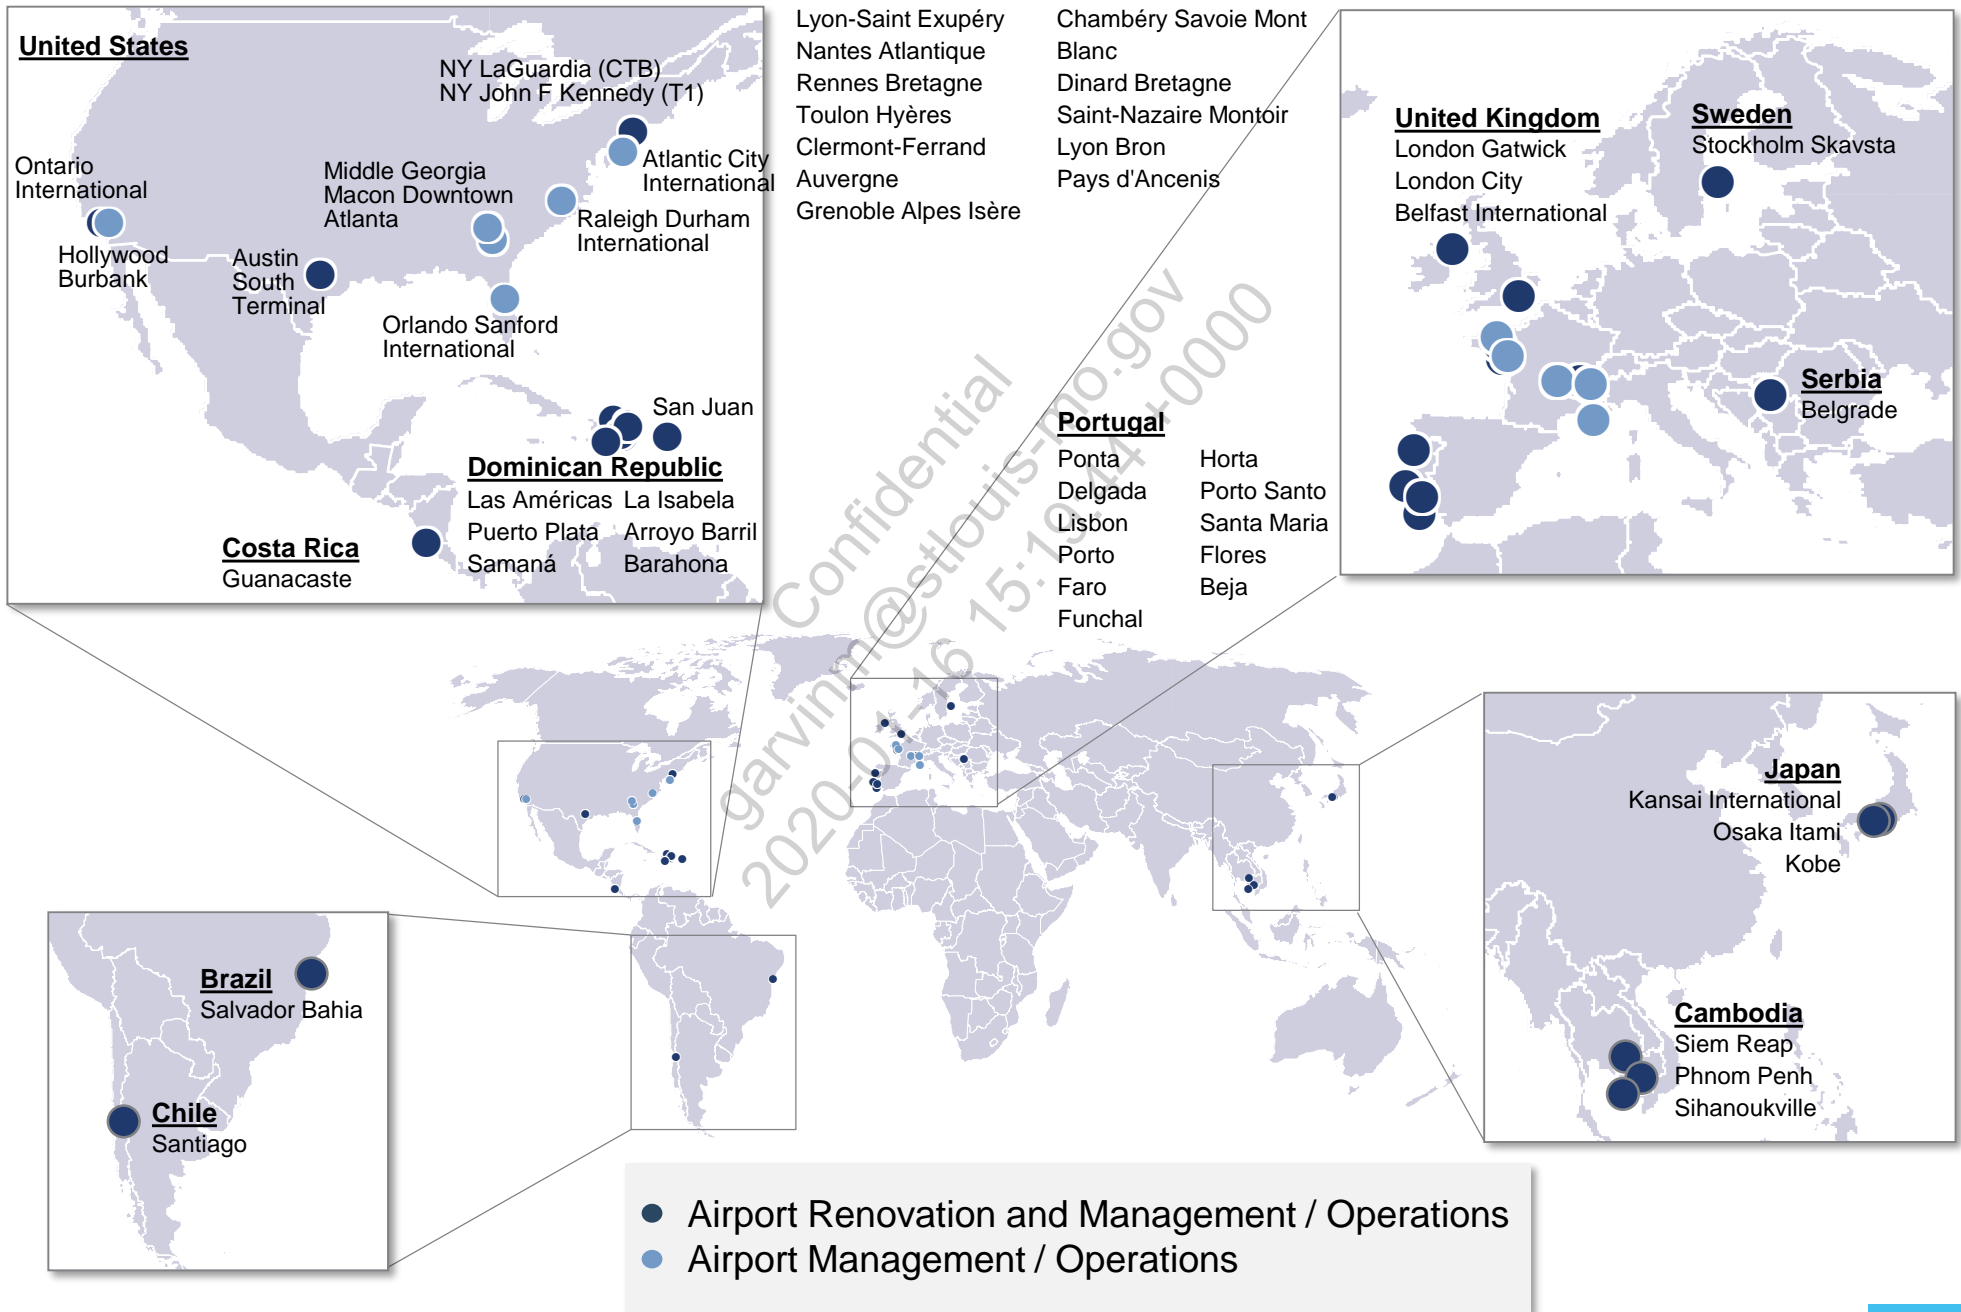 United States
NY LaGuardia (CTB)
NY John F Kennedy (T1)
Ontario
International
Middle Georgia
Macon Downtown
Atlanta
Atlantic City
International
Raleigh Durham
International
Hollywood
Burbank
Austin
South
Terminal
Orlando Sanford
International
San Juan
Dominican Republic
Las Américas La Isabela
Puerto Plata Arroyo Barril
Samaná Barahona
Costa Rica
Guanacaste
Lyon-Saint Exupéry
Nantes Atlantique
Rennes Bretagne
Toulon Hyères
Clermont-Ferrand
Auvergne
Grenoble Alpes Isère
Chambéry Savoie Mont
Blanc
Dinard Bretagne
Saint-Nazaire Montoir
Lyon Bron
Pays d'Ancenis
Portugal
Ponta
Delgada
Lisbon
Porto
Faro
Funchal
Horta
Porto Santo
Santa Maria
Flores
Beja
United Kingdom
London Gatwick
London City
Belfast International
Sweden
Stockholm Skavsta
Serbia
Belgrade
Confidential
garvinm@stlouis-mo.gov
2020-01-16 15:19:44 +0000
Japan
Kansai International
Osaka Itami
Kobe
Cambodia
Siem Reap
Phnom Penh
Sihanoukville
Brazil
Salvador Bahia
Chile
Santiago
Airport Renovation and Management / Operations
Airport Management / Operations